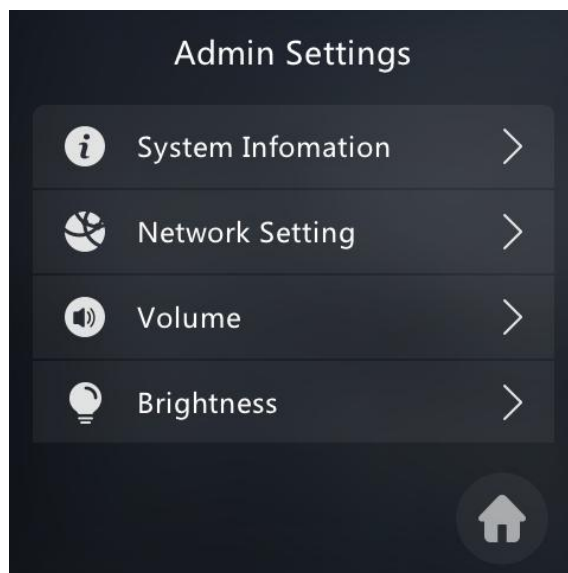 Admin Settings
System Infomation
Network Setting
Volume
Brightness